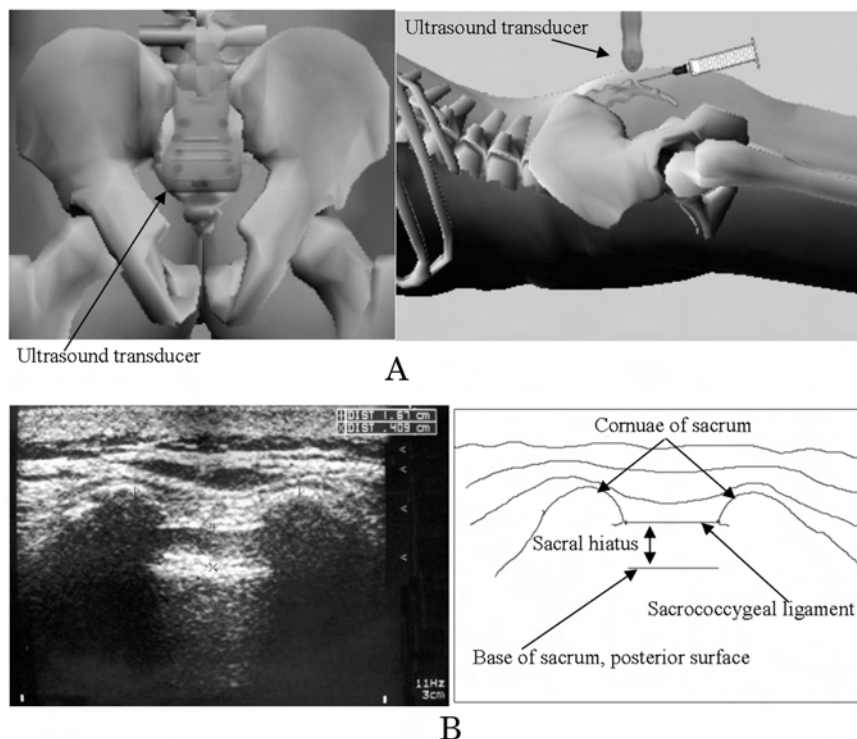 Ultrasound transducer
Ultrasound transducer
A
DIST 1.67 cm
DIST .409 cm
11Hz
3cm
Cornuae of sacrum
Sacral hiatus
Sacrococcygeal ligament
Base of sacrum, posterior surface
B